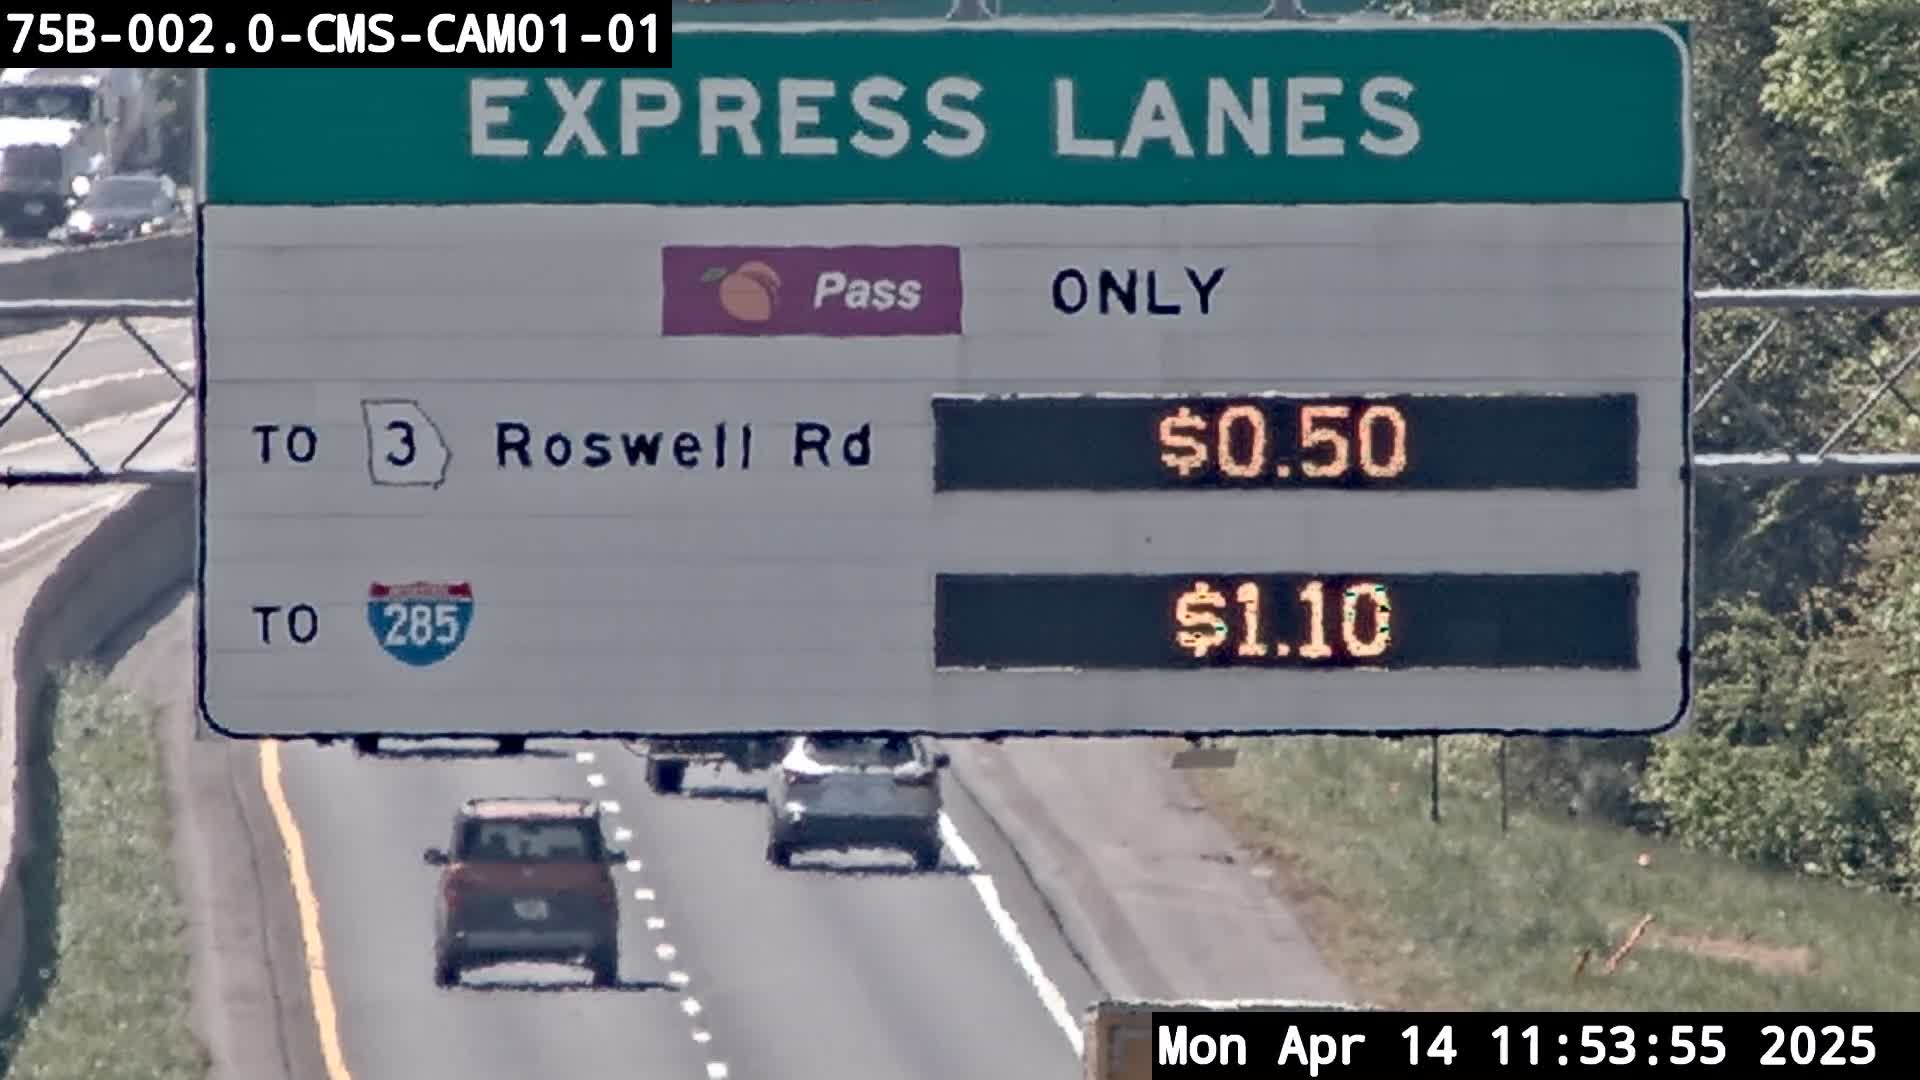 75B-002.0-CMS-CAM01-01
EXPRESS LANES
Pass ONLY
TO 3 Roswell Rd $0.50
TO 285 $1.10
Mon Apr 14 11:53:55 2025